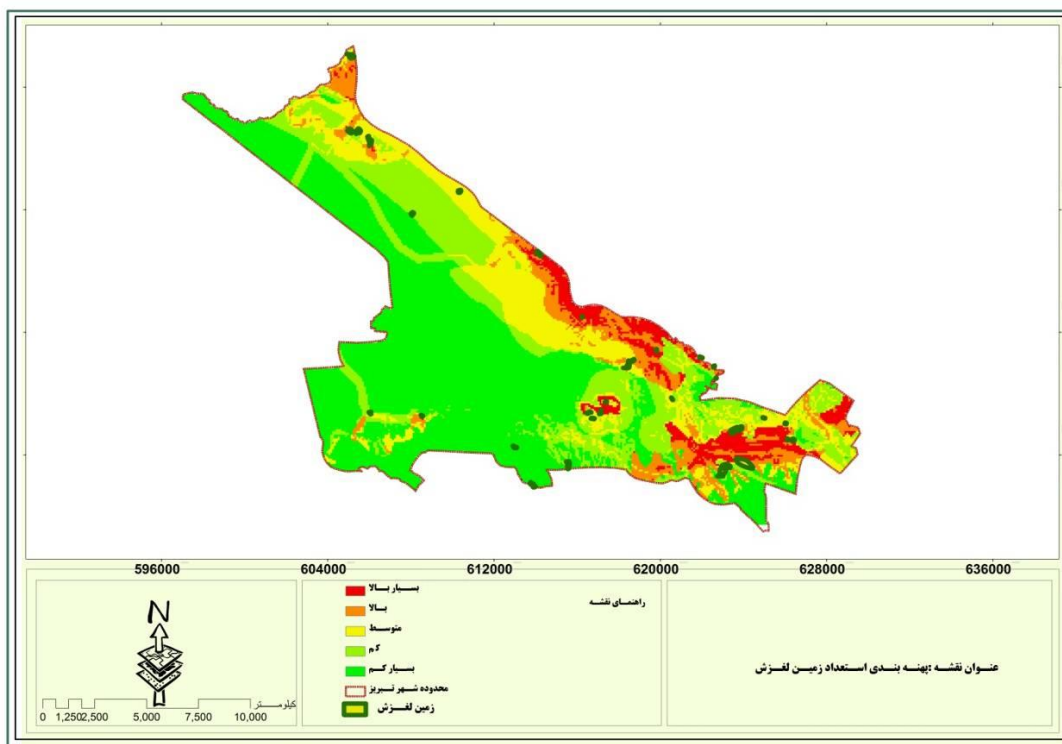 596000 604000 612000 620000 628000 636000
N
کیلومتر
0 1,250 2,500 5,000 7,500 10,000
راهنمای نقشه
بسیار بالا
بالا
متوسط
کم
بسیار کم
محدوده شهر تبریز
زمین لغزش
عنوان نقشه :پهنه بندی استعداد زمین لغزش